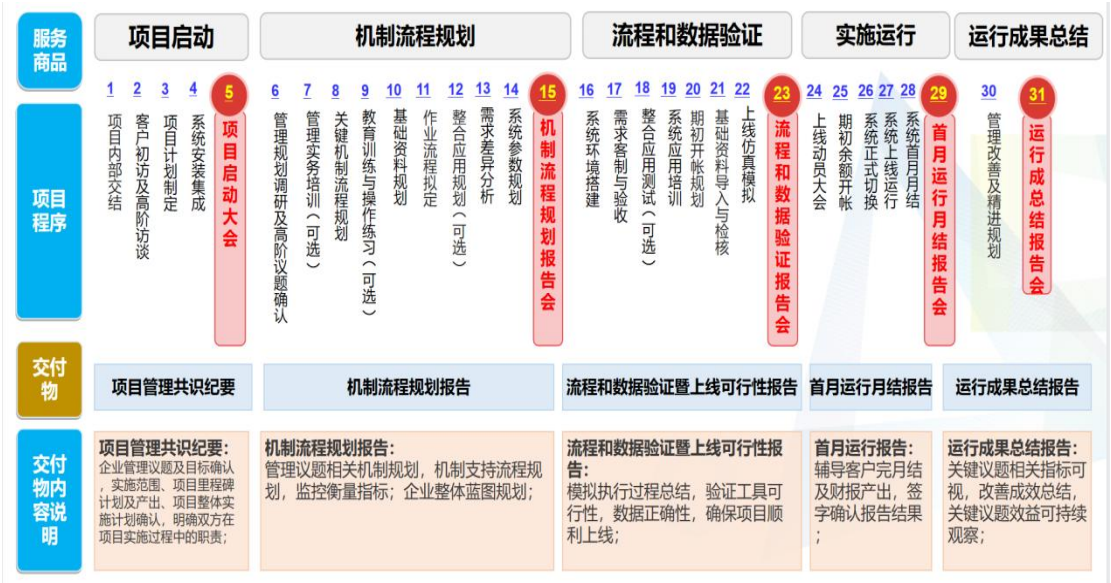 服务
商品
项目启动
机制流程规划
流程和数据验证
实施运行
运行成果总结
项目
程序
1
项目内部交结
2
客户初访及高阶访谈
3
项目计划制定
4
系统安装集成
5
项目启动大会
6
管理规划调研及高阶议题确认
7
管理实务培训（可选）
8
关键机制流程规划
9
教育训练与操作练习（可选）
10
基础资料规划
11
作业流程拟定
12
整合应用规划（可选）
13
需求差异分析
14
系统参数规划
15
机制流程规划报告会
16
系统环境搭建
17
需求客制与验收
18
整合应用测试（可选）
19
系统应用培训
20
期初开帐规划
21
基础资料导入与检核
22
上线仿真模拟
23
流程和数据验证报告会
24
上线动员大会
25
期初余额开帐
26
系统正式切换
27
系统上线运行
28
系统首月月结
29
首月运行月结报告会
30
管理改善及精进规划
31
运行成总结报告会
交付
物
项目管理共识纪要
机制流程规划报告
流程和数据验证暨上线可行性报告
首月运行月结报告
运行成果总结报告
交付
物内
容说
明
项目管理共识纪要：
企业管理议题及目标确认
，实施范围、项目里程碑
计划及产出、项目整体实
施计划确认，明确双方在
项目实施过程中的职责；
机制流程规划报告：
管理议题相关机制规划，机制支持流程规
划，监控衡量指标；企业整体蓝图规划；
流程和数据验证暨上线可行性报
告：
模拟执行过程总结，验证工具可
行性，数据正确性，确保项目顺
利上线；
首月运行报告：
辅导客户完月结
及财报产出，签
字确认报告结果
；
运行成果总结报告：
关键议题相关指标可
视，改善成效总结，
关键议题效益可持续
观察；